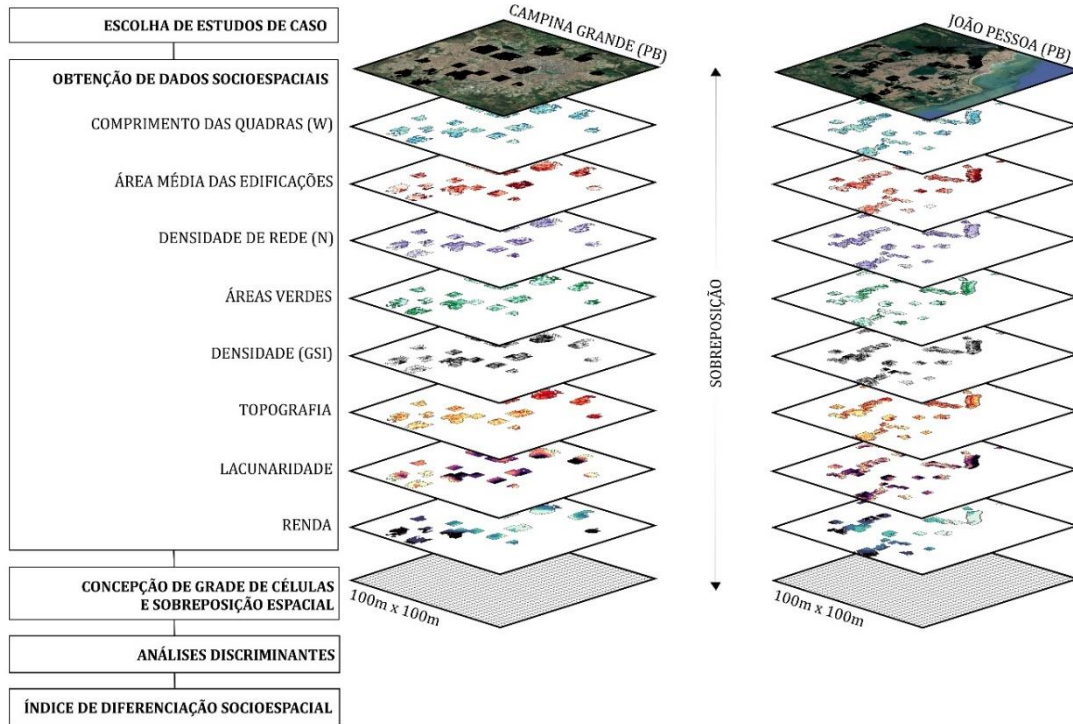 ESCOLHA DE ESTUDOS DE CASO
OBTENÇÃO DE DADOS SOCIOESPACIAIS
COMPRIMENTO DAS QUADRAS (W)
ÁREA MÉDIA DAS EDIFICAÇÕES
DENSIDADE DE REDE (N)
ÁREAS VERDES
DENSIDADE (GSI)
TOPOGRAFIA
LACUNARIDADE
RENDA
CONCEPÇÃO DE GRADE DE CÉLULAS
E SOBREPOSIÇÃO ESPACIAL
ANÁLISES DISCRIMINANTES
ÍNDICE DE DIFERENCIAÇÃO SOCIOESPACIAL
CAMPINA GRANDE (PB)
100m x 100m
SOBREPOSIÇÃO
JOÃO PESSOA (PB)
100m x 100m